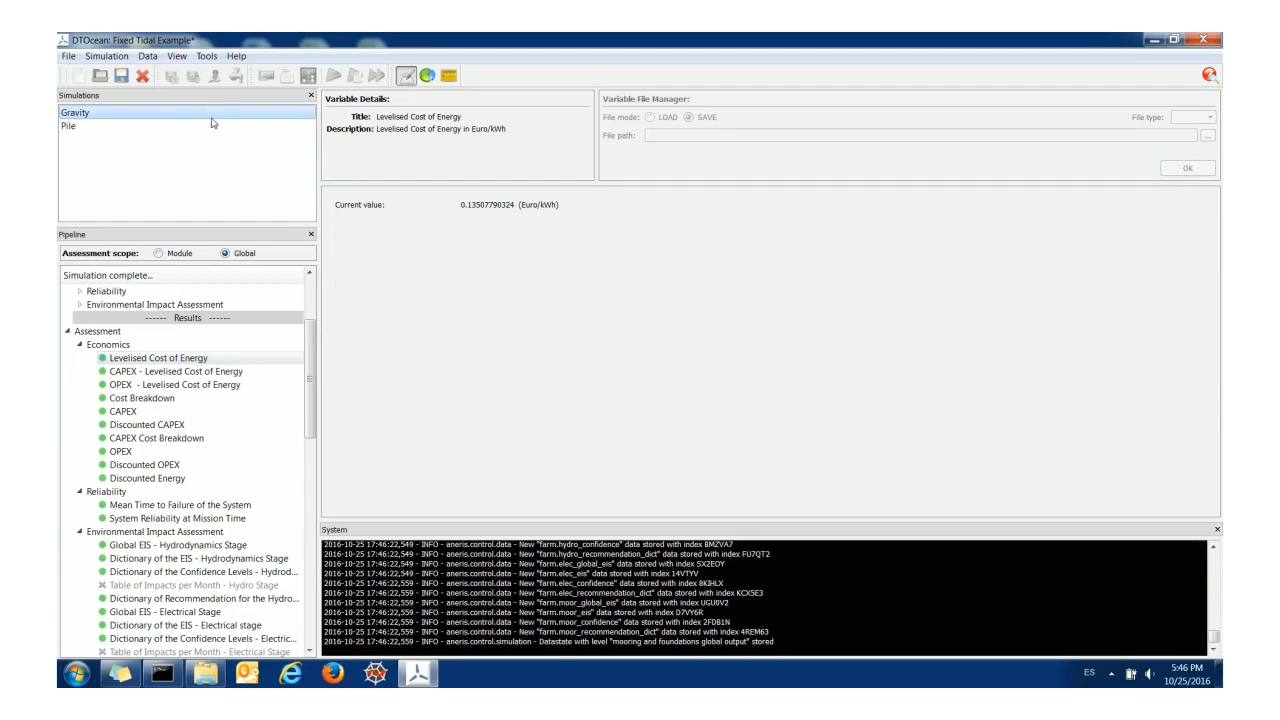 DTOcean: Fixed Tidal Example*
File Simulation Data View Tools Help
Simulations
Gravity
Pile
Variable Details:
Title: Levelised Cost of Energy
Description: Levelised Cost of Energy in Euro/kWh
Variable File Manager:
File mode: LOAD SAVE
File type:
File path:
...
OK
Current value: 0.13507790324 (Euro/kWh)
Pipeline
Assessment scope: Module Global
Simulation complete...
Reliability
Environmental Impact Assessment
------ Results ------
Assessment
Economics
Levelised Cost of Energy
CAPEX - Levelised Cost of Energy
OPEX - Levelised Cost of Energy
Cost Breakdown
CAPEX
Discounted CAPEX
CAPEX Cost Breakdown
OPEX
Discounted OPEX
Discounted Energy
Reliability
Mean Time to Failure of the System
System Reliability at Mission Time
Environmental Impact Assessment
Global EIS - Hydrodynamics Stage
Dictionary of the EIS - Hydrodynamics Stage
Dictionary of the Confidence Levels - Hydrod...
Table of Impacts per Month - Hydro Stage
Dictionary of Recommendation for the Hydro...
Global EIS - Electrical Stage
Dictionary of the EIS - Electrical stage
Dictionary of the Confidence Levels - Electric...
Table of Impacts per Month - Electrical Stage
System
2016-10-25 17:46:22,549 - INFO - aneris.control.data - New "farm.hydro_confidence" data stored with index BMZVA7
2016-10-25 17:46:22,549 - INFO - aneris.control.data - New "farm.hydro_recommendation_dict" data stored with index FU7QT2
2016-10-25 17:46:22,549 - INFO - aneris.control.data - New "farm.elec_global_eis" data stored with index SX2EOY
2016-10-25 17:46:22,549 - INFO - aneris.control.data - New "farm.elec_eis" data stored with index 14VTYV
2016-10-25 17:46:22,559 - INFO - aneris.control.data - New "farm.elec_confidence" data stored with index 8KIHLX
2016-10-25 17:46:22,559 - INFO - aneris.control.data - New "farm.elec_recommendation_dict" data stored with index KCX5E3
2016-10-25 17:46:22,559 - INFO - aneris.control.data - New "farm.moor_global_eis" data stored with index UGU0V2
2016-10-25 17:46:22,559 - INFO - aneris.control.data - New "farm.moor_eis" data stored with index D7VY6R
2016-10-25 17:46:22,559 - INFO - aneris.control.data - New "farm.moor_confidence" data stored with index 2FDB1N
2016-10-25 17:46:22,559 - INFO - aneris.control.data - New "farm.moor_recommendation_dict" data stored with index 4REM63
2016-10-25 17:46:22,559 - INFO - aneris.control.simulation - Datastate with level "mooring and foundations global output" stored
ES
5:46 PM
10/25/2016